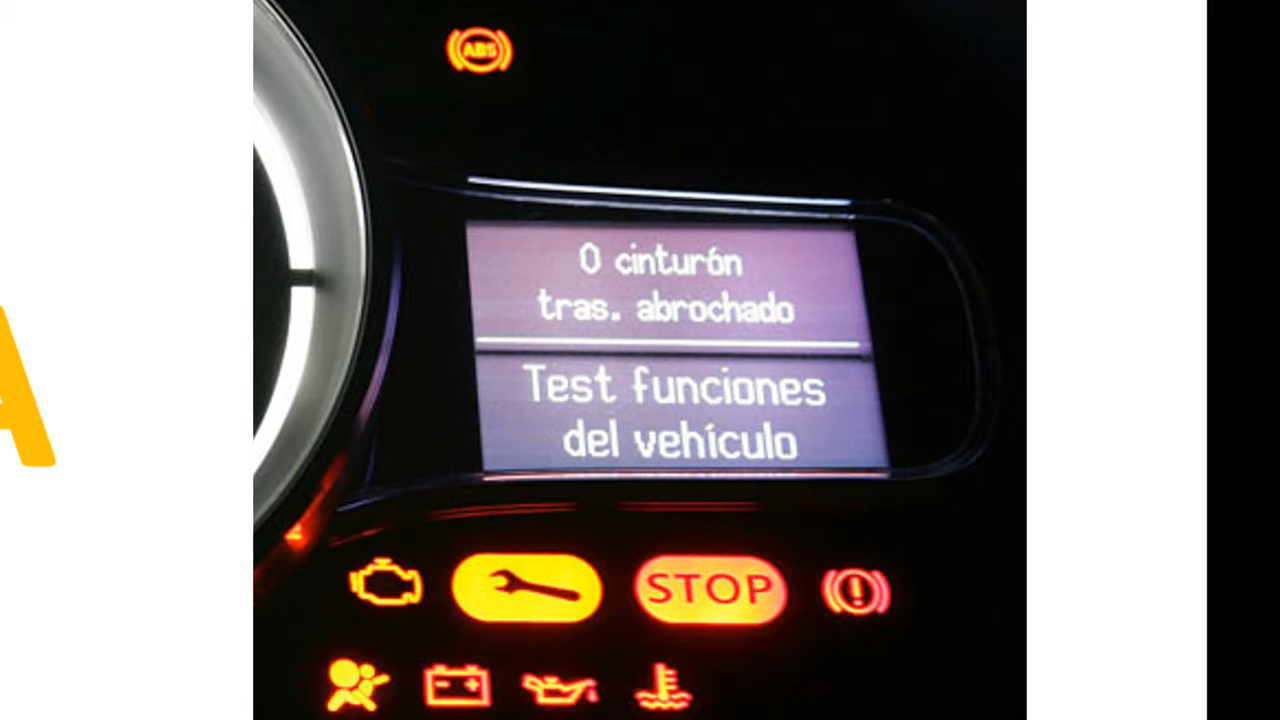 ABS
0 cinturón
tras. abrochado
Test funciones
del vehículo
STOP
A